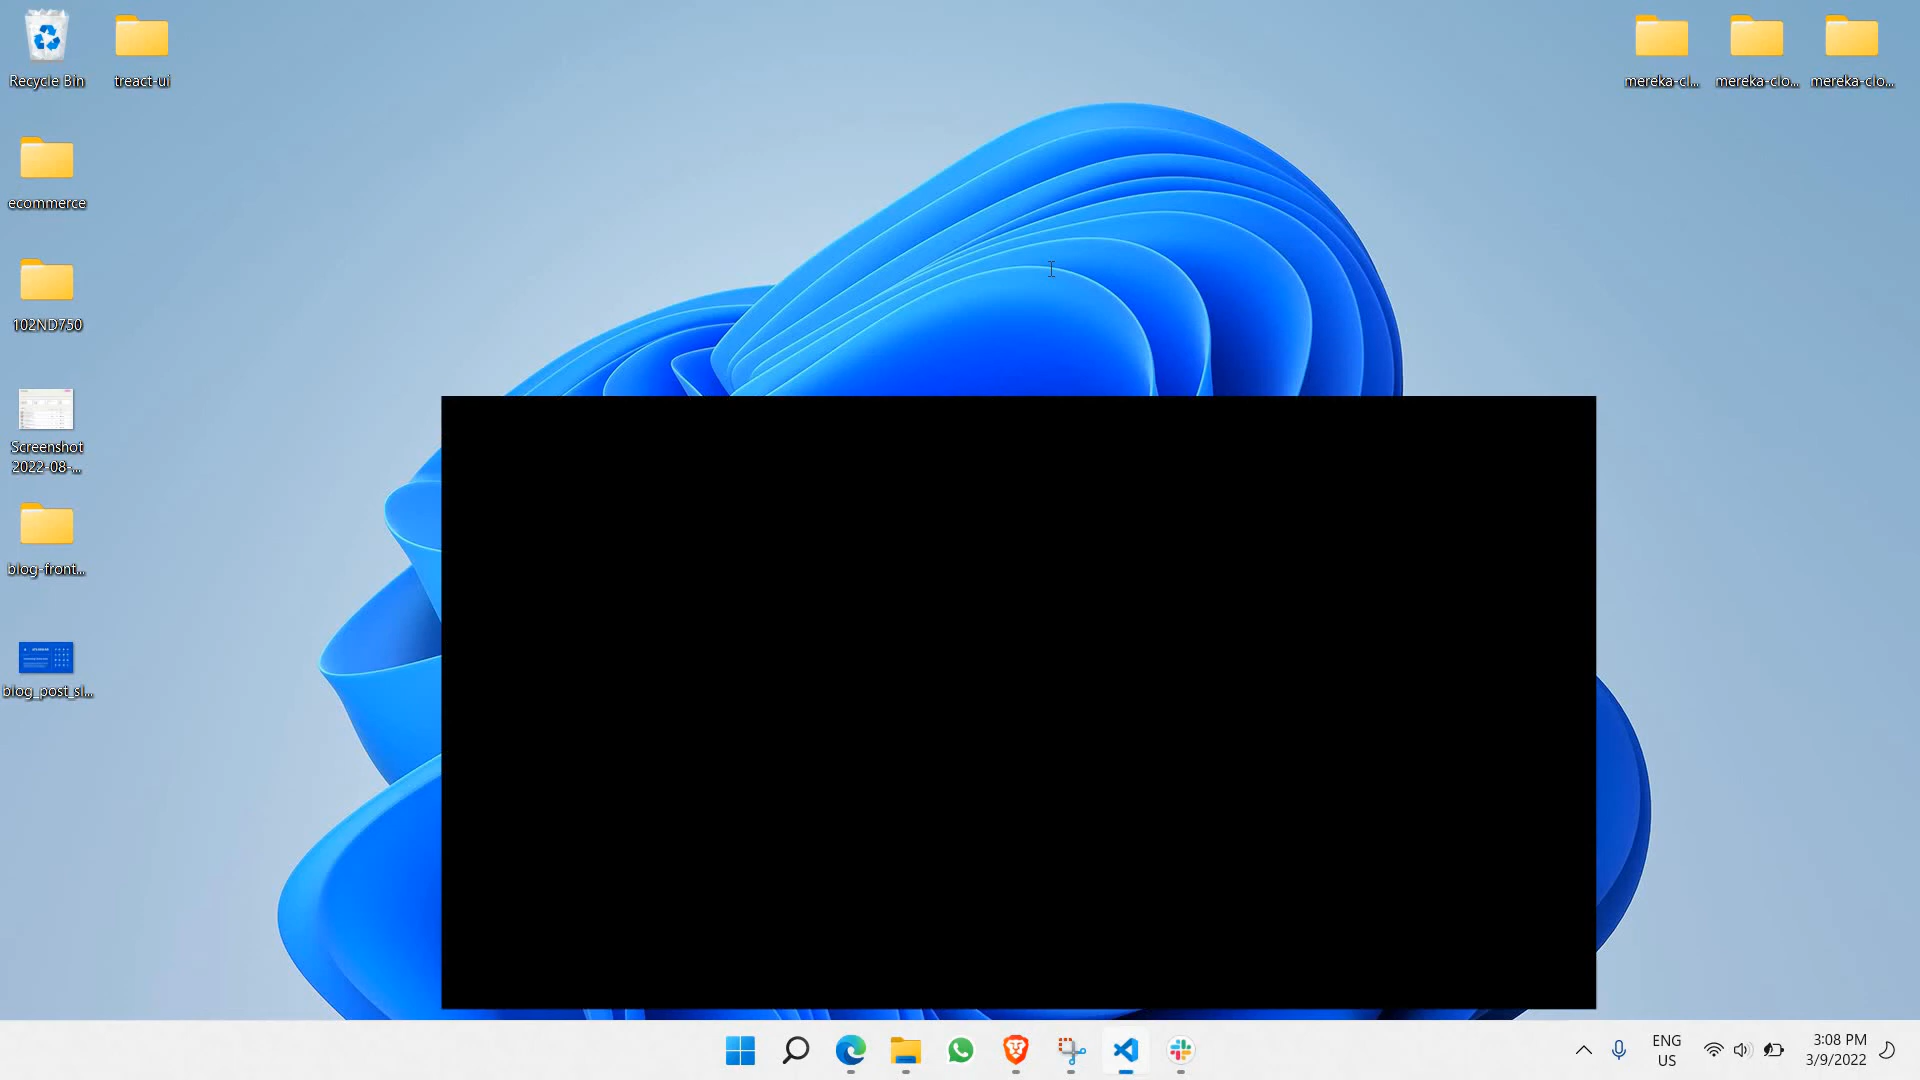 Recycle Bin
treact-ui
mereka-cl...
mereka-clo...
mereka-clo...
ecommerce
102ND750
Screenshot
2022-08-...
blog-front...
blog_post_sl...
ENG
US
3:08 PM
3/9/2022